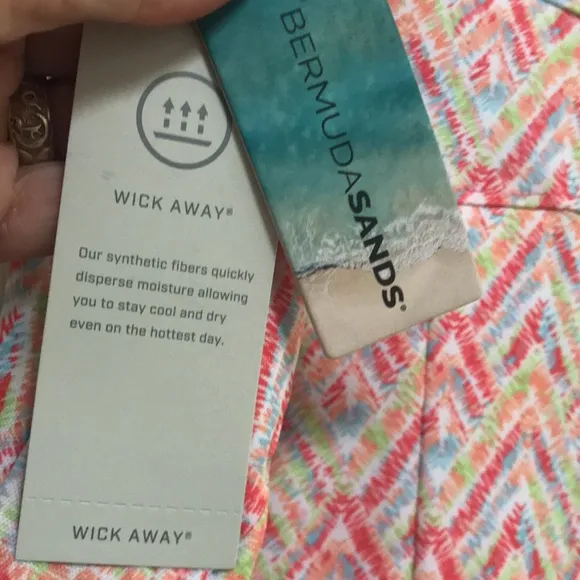 WICK AWAY®
Our synthetic fibers quickly
disperse moisture allowing
you to stay cool and dry
even on the hottest day.
WICK AWAY®
BERMUDASANDS®